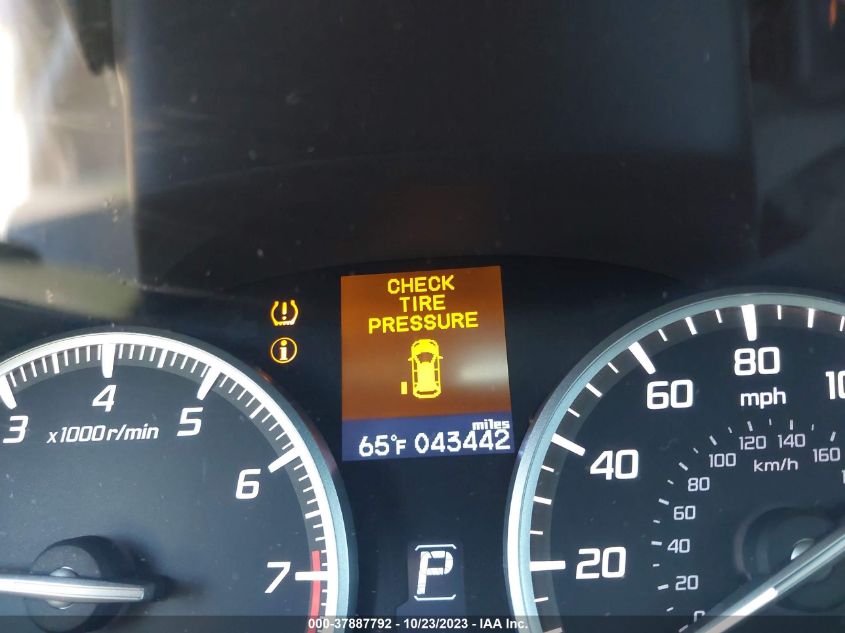 CHECK
TIRE
PRESSURE
miles
65°F 043442
3 4 5 6 7
x1000r/min
P
20 40 60 80
mph
20 40 60 80 100 120 140 160
km/h
000-37887792 - 10/23/2023 - IAA Inc.